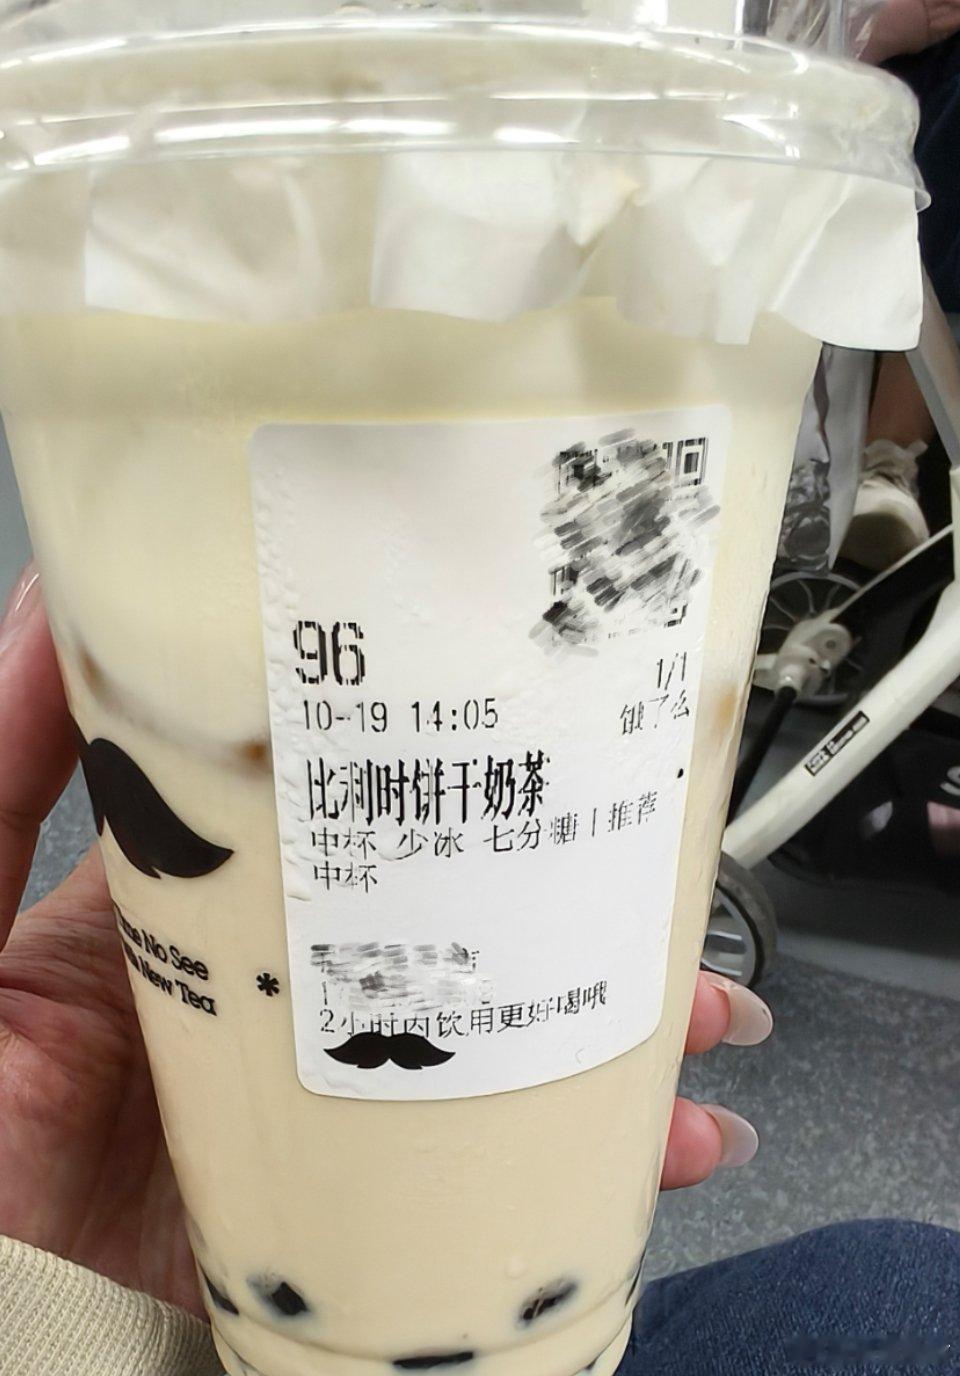 96
1/1
10-19 14:05
饿了么
比利时饼干奶茶
中杯 少冰 七分糖 | 推荐
中杯
2小时内饮用更好喝哦
No See
New Tea
*